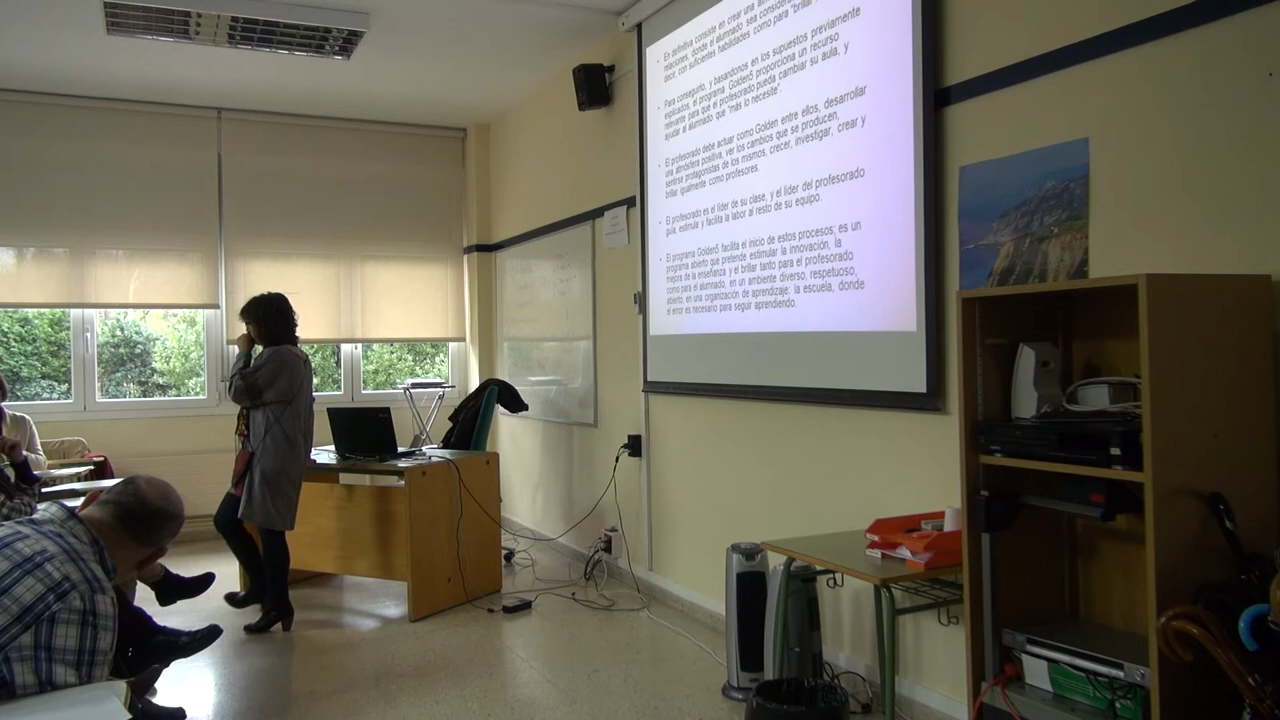 En definitiva consiste en crear una
relaciones, donde el alumnado sea
decir, con suficientes habilidades como para "brillar
Para conseguirlo, y basándonos en los supuestos previamente
explicados, el programa Golden5 proporciona un recurso
relevante para que el profesorado pueda cambiar su aula, y
ayudar al alumnado que "más lo necesite".
El profesorado debe actuar como Golden entre ellos, desarrollar
una atmósfera positiva, ver los cambios que se producen,
sentirse protagonistas de los mismos, crecer, investigar, crear y
brillar igualmente como profesores.
El profesorado es el líder de su clase, y el líder del profesorado
guía, estimula y facilita la labor al resto de su equipo.
El programa Golden5 facilita el inicio de estos procesos; es un
programa abierto que pretende estimular la innovación, la
mejora de la enseñanza y el brillar tanto para el profesorado
como para el alumnado, en un ambiente diverso, respetuoso,
abierto, en una organización de aprendizaje; la escuela, donde
el error es necesario para seguir aprendiendo.